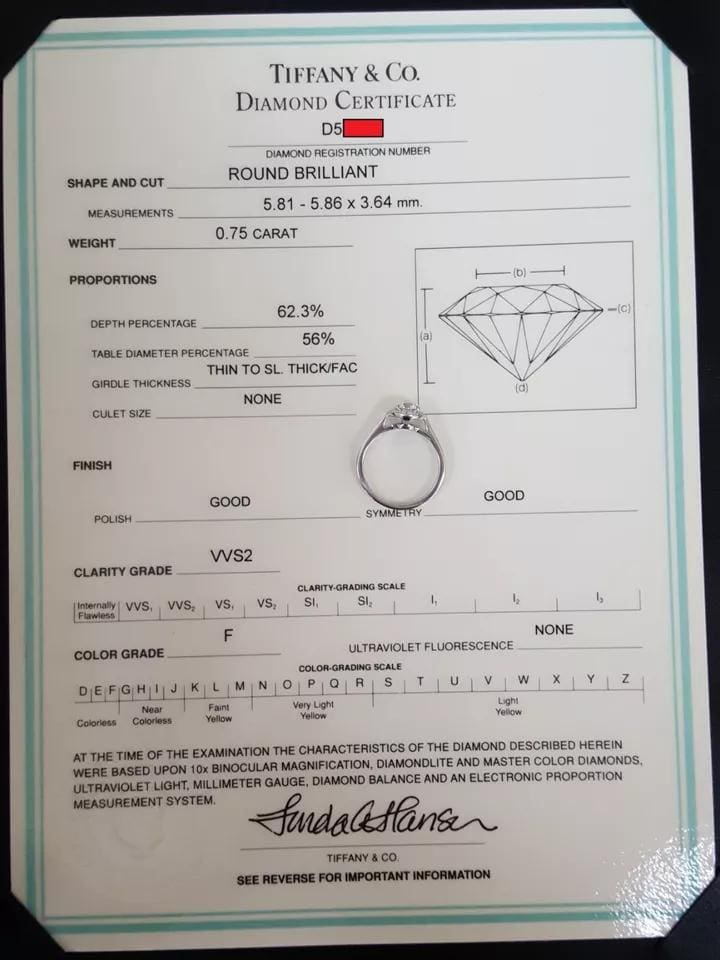 TIFFANY & CO.
DIAMOND CERTIFICATE
D5
DIAMOND REGISTRATION NUMBER
SHAPE AND CUT ROUND BRILLIANT
MEASUREMENTS 5.81 - 5.86 x 3.64 mm.
WEIGHT 0.75 CARAT
PROPORTIONS
DEPTH PERCENTAGE 62.3%
TABLE DIAMETER PERCENTAGE 56%
GIRDLE THICKNESS THIN TO SL. THICK/FAC
CULET SIZE NONE
(b)
(a)
(c)
(d)
FINISH
POLISH GOOD SYMMETRY GOOD
CLARITY GRADE VVS2
CLARITY-GRADING SCALE
Internally Flawless VVS₁ VVS₂ VS₁ VS₂ SI₁ SI₂ I₁ I₂ I₃
COLOR GRADE F ULTRAVIOLET FLUORESCENCE NONE
COLOR-GRADING SCALE
D E F G H I J K L M N O P Q R S T U V W X Y Z
Colorless Near Colorless Faint Yellow Very Light Yellow Light Yellow
AT THE TIME OF THE EXAMINATION THE CHARACTERISTICS OF THE DIAMOND DESCRIBED HEREIN
WERE BASED UPON 10x BINOCULAR MAGNIFICATION, DIAMONDLITE AND MASTER COLOR DIAMONDS,
ULTRAVIOLET LIGHT, MILLIMETER GAUGE, DIAMOND BALANCE AND AN ELECTRONIC PROPORTION
MEASUREMENT SYSTEM.
TIFFANY & CO.
SEE REVERSE FOR IMPORTANT INFORMATION